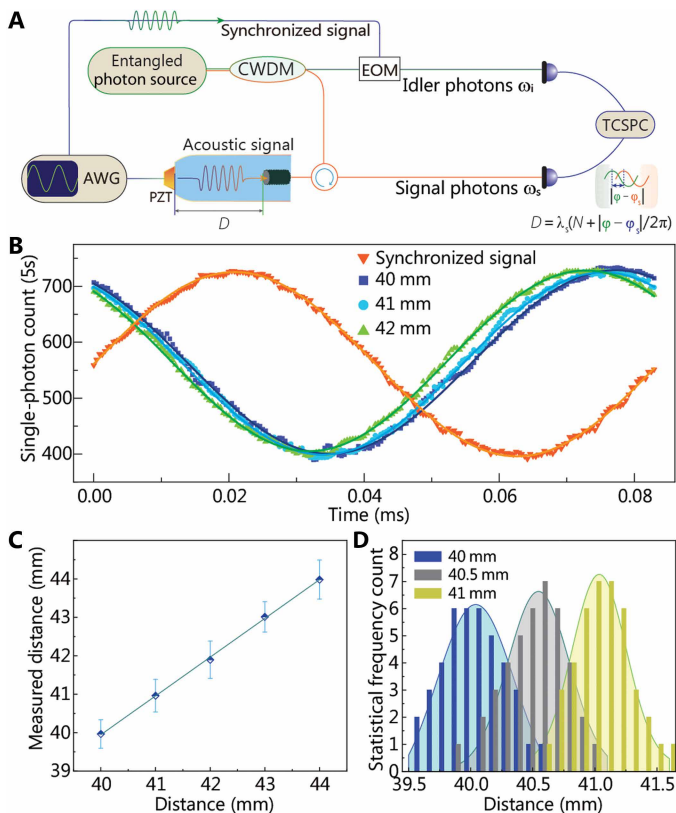 A
Synchronized signal
Entangled
photon source
CWDM
EOM
Idler photons ωi
TCSPC
Acoustic signal
AWG
PZT
D
Signal photons ωs
|φ − φs|
D = λs(N + |φ − φs|/2π)
B
Single-photon count (5s)
700
600
500
400
Synchronized signal
40 mm
41 mm
42 mm
0.00 0.02 0.04 0.06 0.08
Time (ms)
C
Measured distance (mm)
44
43
42
41
40
39
40 41 42 43 44
Distance (mm)
D
Statistical frequency count
8
7
6
5
4
3
2
1
0
40 mm
40.5 mm
41 mm
39.5 40.0 40.5 41.0 41.5
Distance (mm)